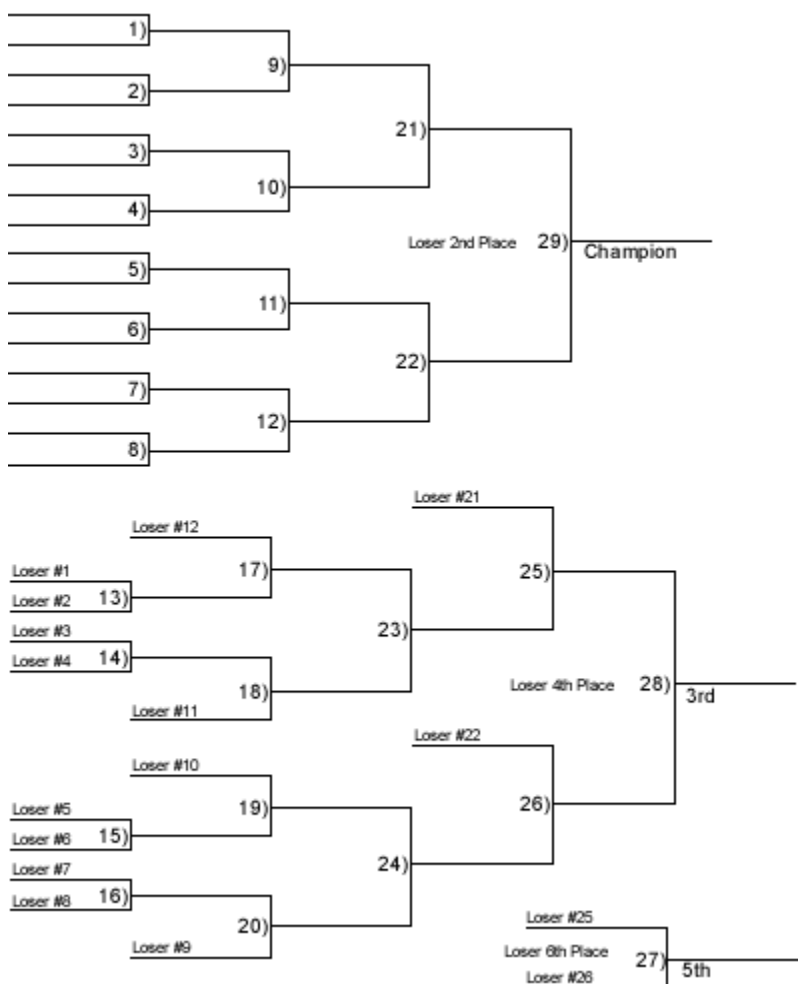 1)
9)
2)
21)
3)
10)
4)
Loser 2nd Place 29) Champion
5)
11)
6)
22)
7)
12)
8)
Loser #21
Loser #12
17) 25)
Loser #1
Loser #2 13)
23)
Loser #3
Loser #4 14)
Loser 4th Place 28) 3rd
18)
Loser #11
Loser #22
Loser #10
19) 26)
Loser #5
Loser #6 15)
24)
Loser #7
Loser #8 16)
Loser #25
20)
Loser #9
Loser 6th Place 27) 5th
Loser #26